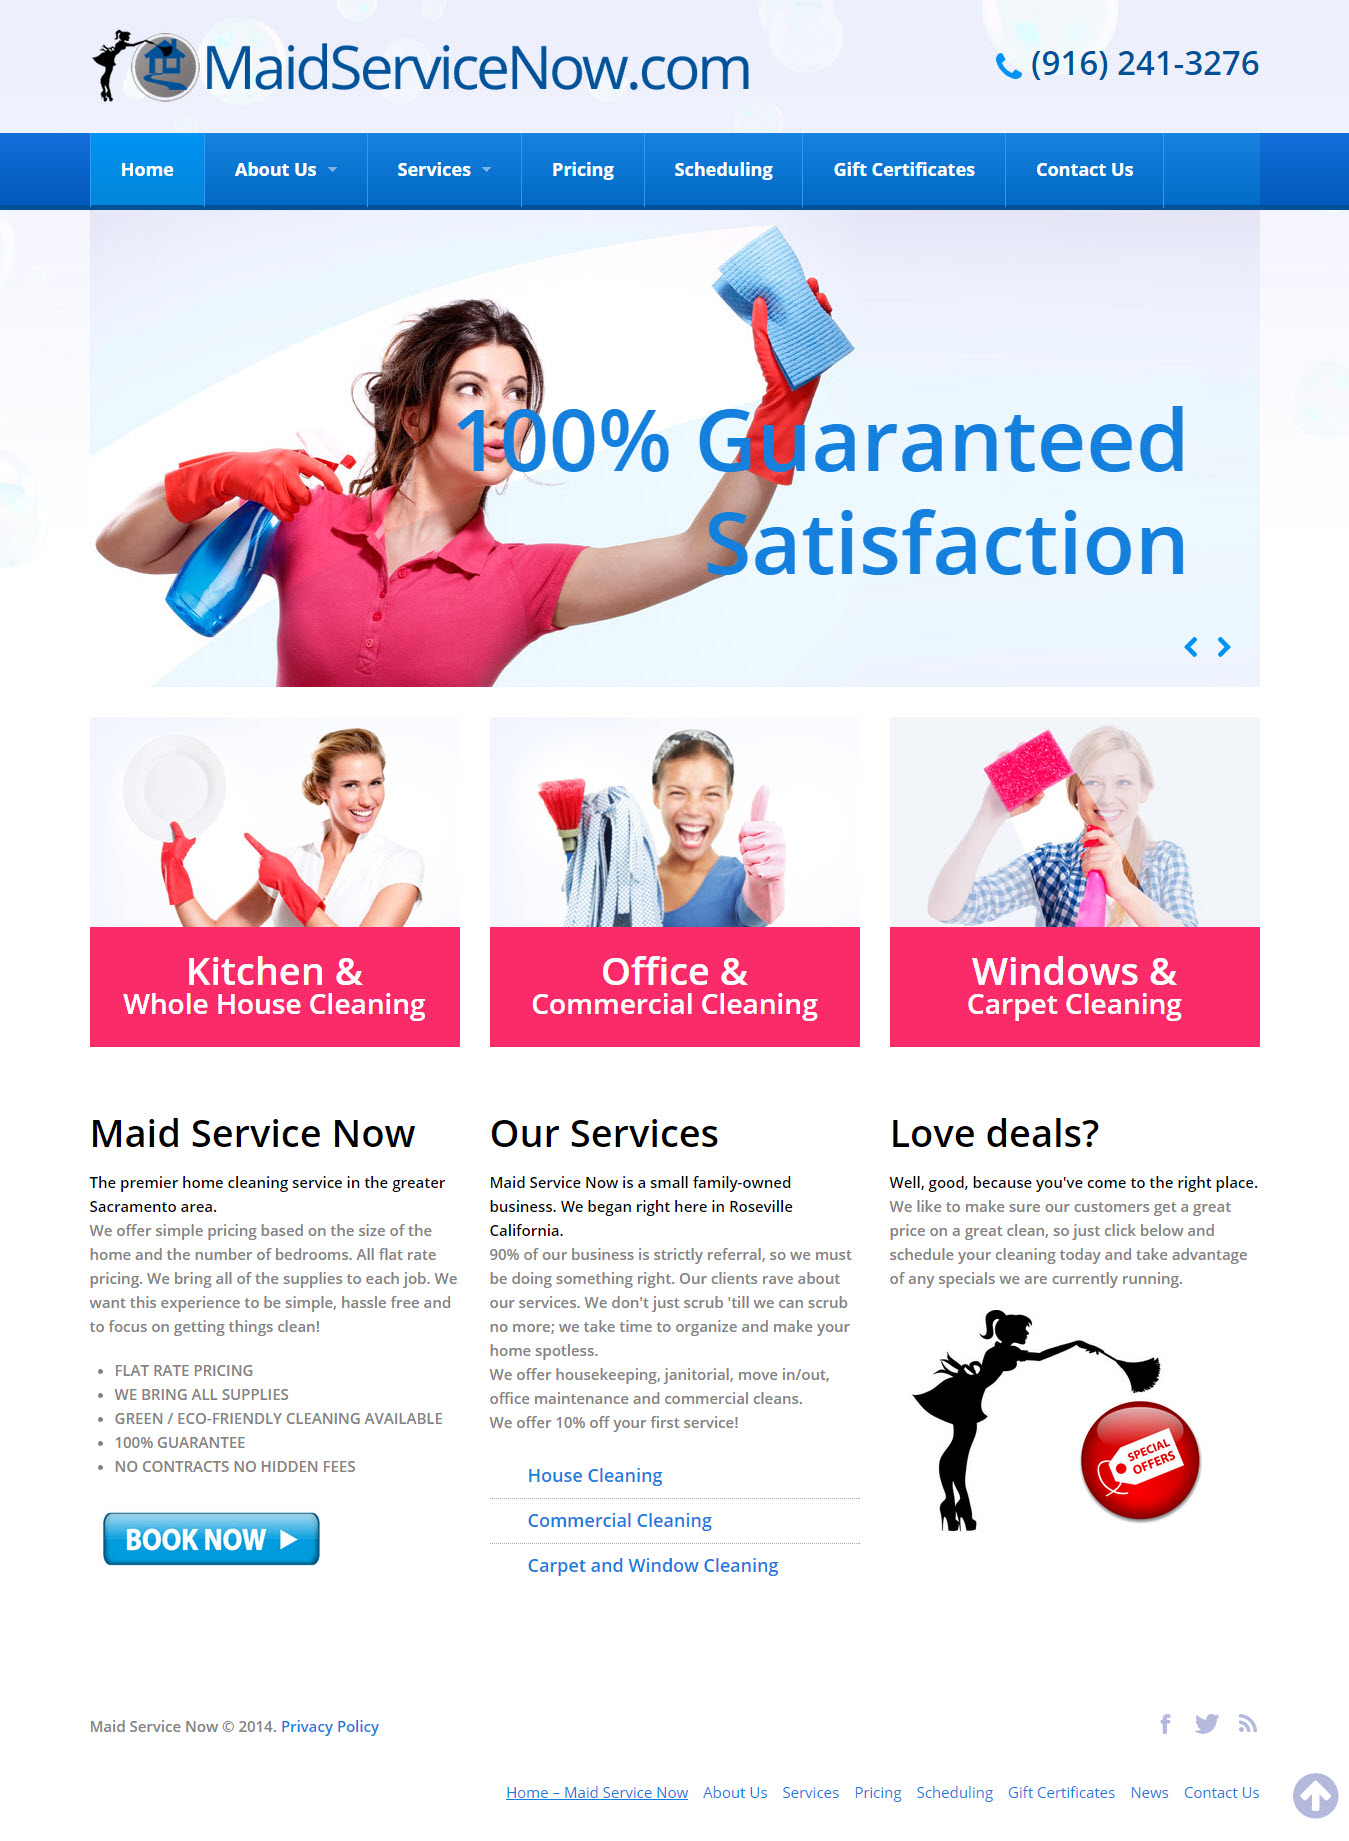 MaidServiceNow.com
(916) 241-3276
Home About Us Services Pricing Scheduling Gift Certificates Contact Us
100% Guaranteed
Satisfaction
Kitchen &
Whole House Cleaning
Office &
Commercial Cleaning
Windows &
Carpet Cleaning
Maid Service Now
The premier home cleaning service in the greater
Sacramento area.
We offer simple pricing based on the size of the
home and the number of bedrooms. All flat rate
pricing. We bring all of the supplies to each job. We
want this experience to be simple, hassle free and
to focus on getting things clean!
• FLAT RATE PRICING
• WE BRING ALL SUPPLIES
• GREEN / ECO-FRIENDLY CLEANING AVAILABLE
• 100% GUARANTEE
• NO CONTRACTS NO HIDDEN FEES
BOOK NOW
Our Services
Maid Service Now is a small family-owned
business. We began right here in Roseville
California.
90% of our business is strictly referral, so we must
be doing something right. Our clients rave about
our services. We don't just scrub 'till we can scrub
no more; we take time to organize and make your
home spotless.
We offer housekeeping, janitorial, move in/out,
office maintenance and commercial cleans.
We offer 10% off your first service!
House Cleaning
Commercial Cleaning
Carpet and Window Cleaning
Love deals?
Well, good, because you've come to the right place.
We like to make sure our customers get a great
price on a great clean, so just click below and
schedule your cleaning today and take advantage
of any specials we are currently running.
SPECIAL
OFFERS
Maid Service Now © 2014. Privacy Policy
Home – Maid Service Now About Us Services Pricing Scheduling Gift Certificates News Contact Us